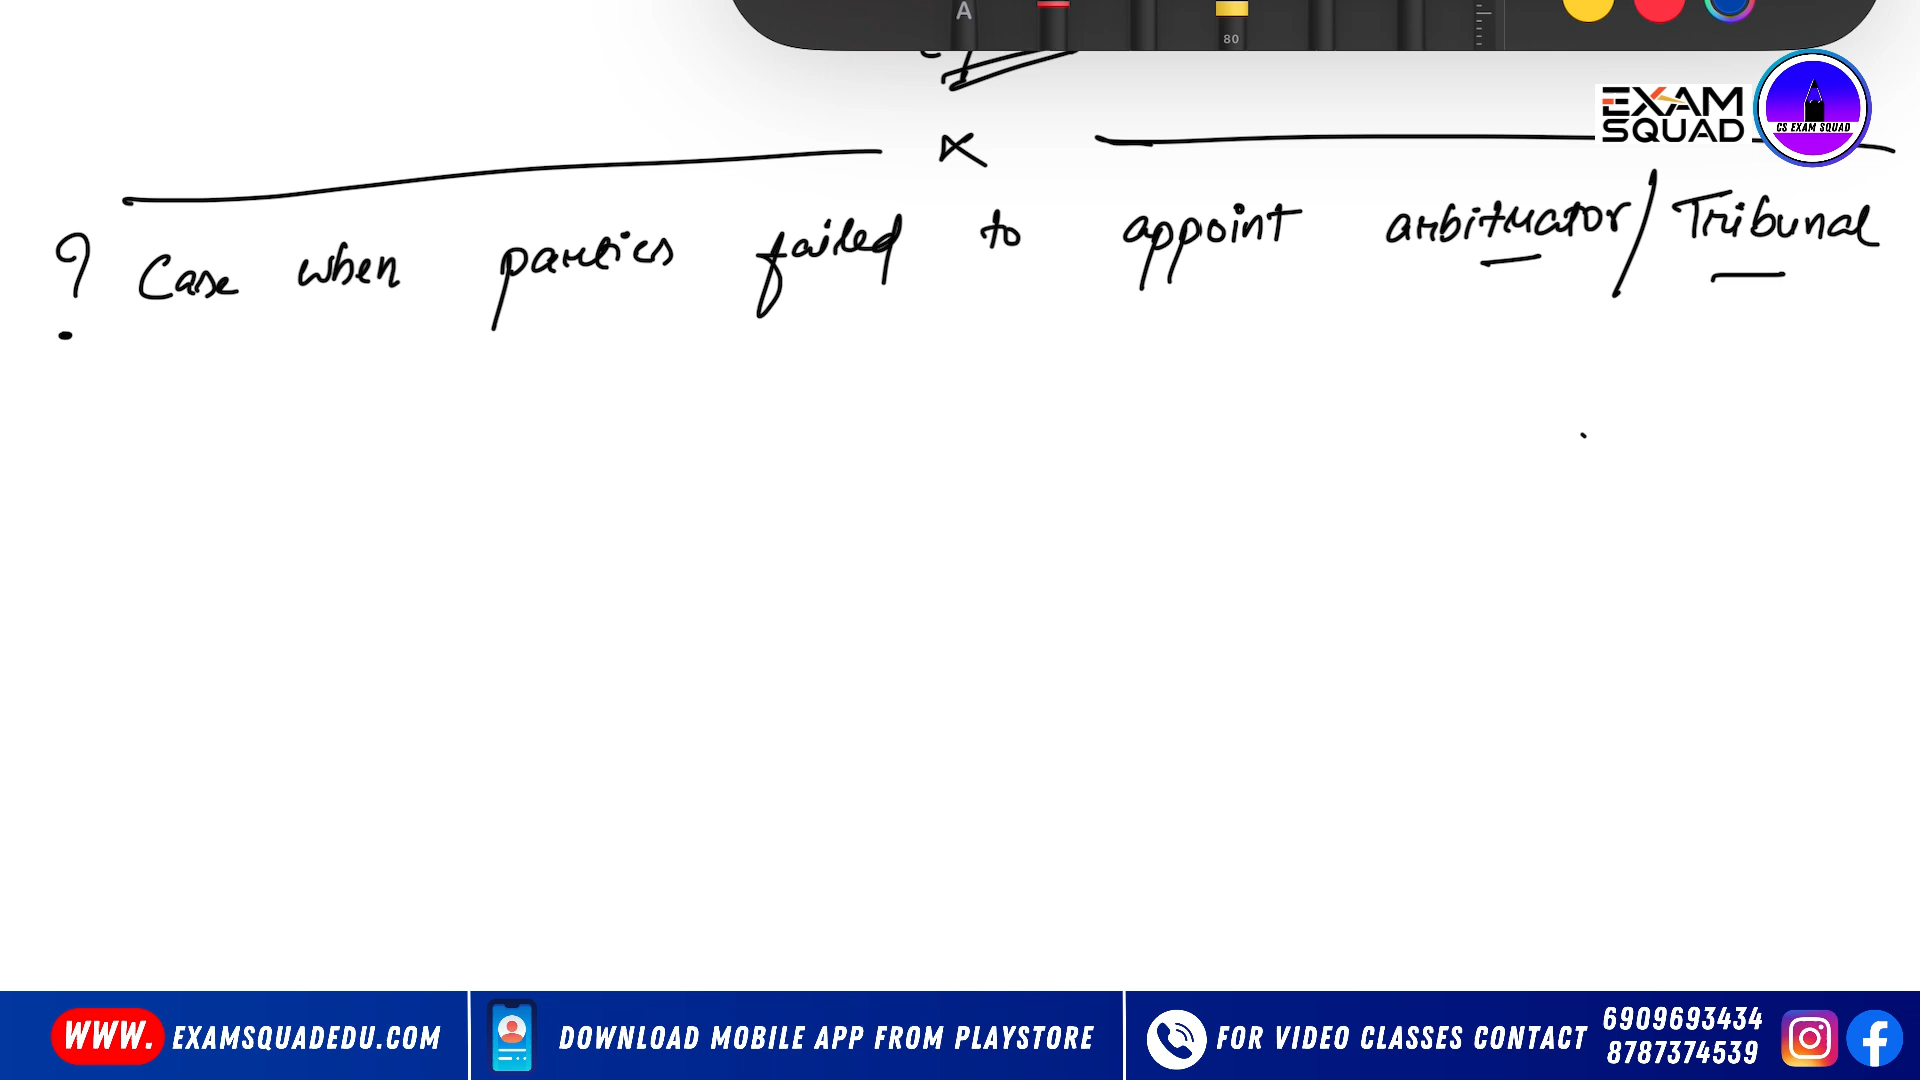 A
80
EXAM
SQUAD
CS EXAM SQUAD
? Case when parties failed to appoint arbitrator/Tribunal
WWW. EXAMSQUADEDU.COM
DOWNLOAD MOBILE APP FROM PLAYSTORE
FOR VIDEO CLASSES CONTACT
6909693434
8787374539